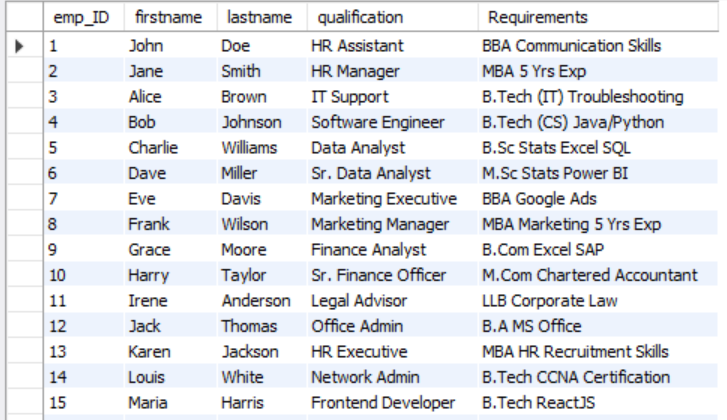 emp_ID firstname lastname qualification Requirements
1 John Doe HR Assistant BBA Communication Skills
2 Jane Smith HR Manager MBA 5 Yrs Exp
3 Alice Brown IT Support B.Tech (IT) Troubleshooting
4 Bob Johnson Software Engineer B.Tech (CS) Java/Python
5 Charlie Williams Data Analyst B.Sc Stats Excel SQL
6 Dave Miller Sr. Data Analyst M.Sc Stats Power BI
7 Eve Davis Marketing Executive BBA Google Ads
8 Frank Wilson Marketing Manager MBA Marketing 5 Yrs Exp
9 Grace Moore Finance Analyst B.Com Excel SAP
10 Harry Taylor Sr. Finance Officer M.Com Chartered Accountant
11 Irene Anderson Legal Advisor LLB Corporate Law
12 Jack Thomas Office Admin B.A MS Office
13 Karen Jackson HR Executive MBA HR Recruitment Skills
14 Louis White Network Admin B.Tech CCNA Certification
15 Maria Harris Frontend Developer B.Tech ReactJS